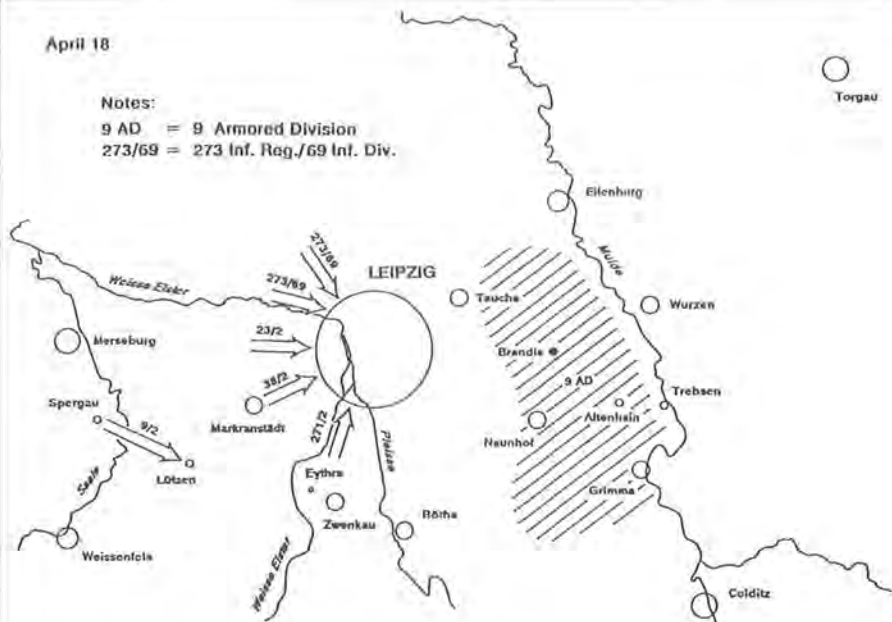 April 18
Notes:
9 AD = 9 Armored Division
273/69 = 273 Inf. Reg./69 Inf. Div.
Torgau
Eilenburg
Mulde
273/69
LEIPZIG
273/69
Weisse Elster
Taucha
Wurzen
23/2
Merseburg
Brandis
9 AD
38/2
Spergau
Markranstädt
Naunhof
Altenhain
Trebsen
9/2
271/2
Pleisse
Lützen
Saale
Eythra
Grimma
Zwenkau
Rötha
Weissenfels
Weisse Elster
Colditz